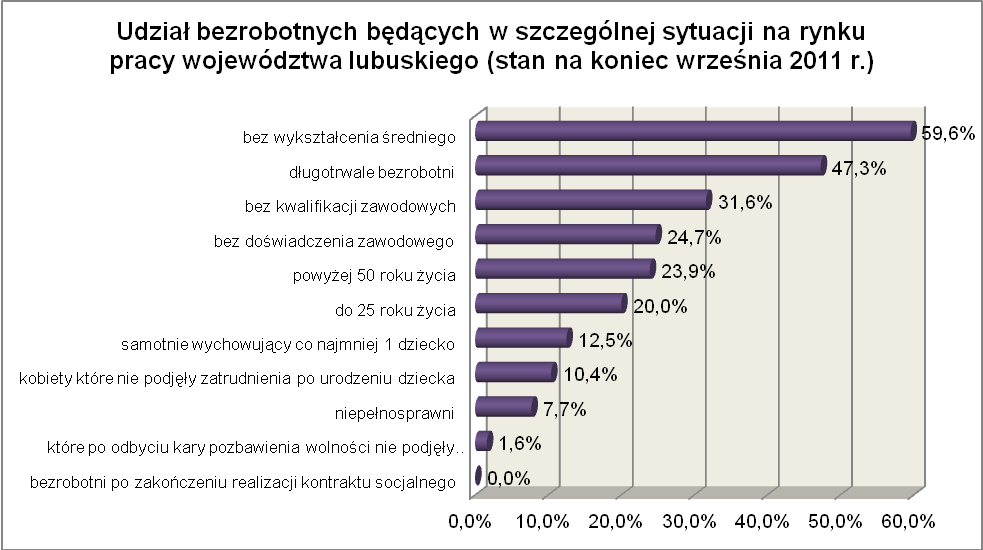 Udział bezrobotnych będących w szczególnej sytuacji na rynku
pracy województwa lubuskiego (stan na koniec września 2011 r.)
bez wykształcenia średniego 59,6%
długotrwale bezrobotni 47,3%
bez kwalifikacji zawodowych 31,6%
bez doświadczenia zawodowego 24,7%
powyżej 50 roku życia 23,9%
do 25 roku życia 20,0%
samotnie wychowujący co najmniej 1 dziecko 12,5%
kobiety które nie podjęły zatrudnienia po urodzeniu dziecka 10,4%
niepełnosprawni 7,7%
które po odbyciu kary pozbawienia wolności nie podjęły.. 1,6%
bezrobotni po zakończeniu realizacji kontraktu socjalnego 0,0%
0,0% 10,0% 20,0% 30,0% 40,0% 50,0% 60,0%